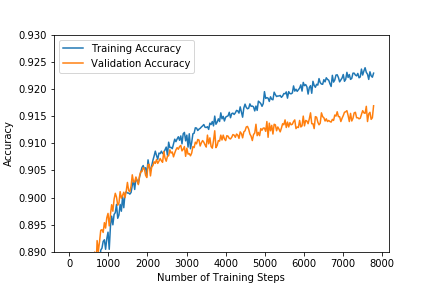 0.930
0.925
0.920
0.915
0.910
0.905
0.900
0.895
0.890
Accuracy
Training Accuracy
Validation Accuracy
0 1000 2000 3000 4000 5000 6000 7000 8000
Number of Training Steps